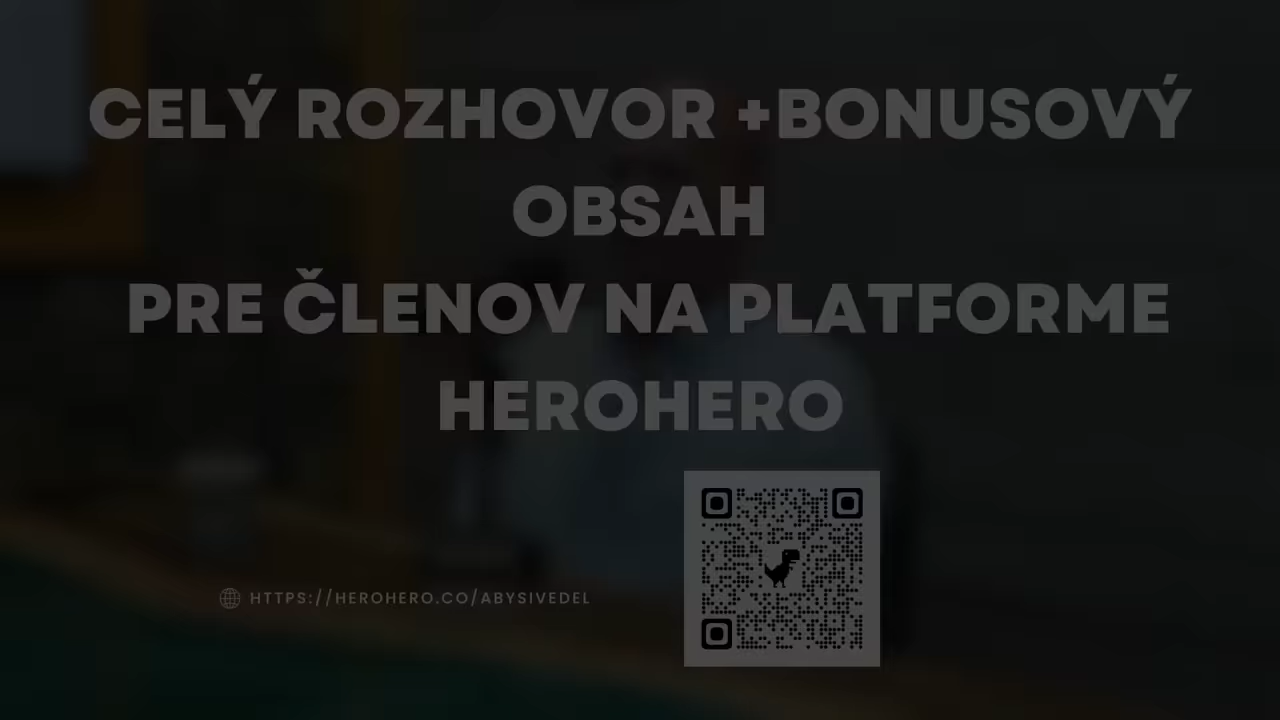 CELÝ ROZHOVOR +BONUSOVÝ
OBSAH
PRE ČLENOV NA PLATFORME
HEROHERO
HTTPS://HEROHERO.CO/ABYSIVEDEL